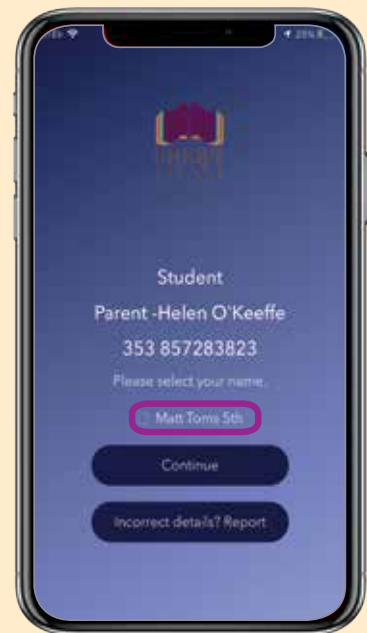 Student
Parent -Helen O'Keeffe
353 857283823
Please select your name.
Matt Toms 5th
Continue
Incorrect details? Report